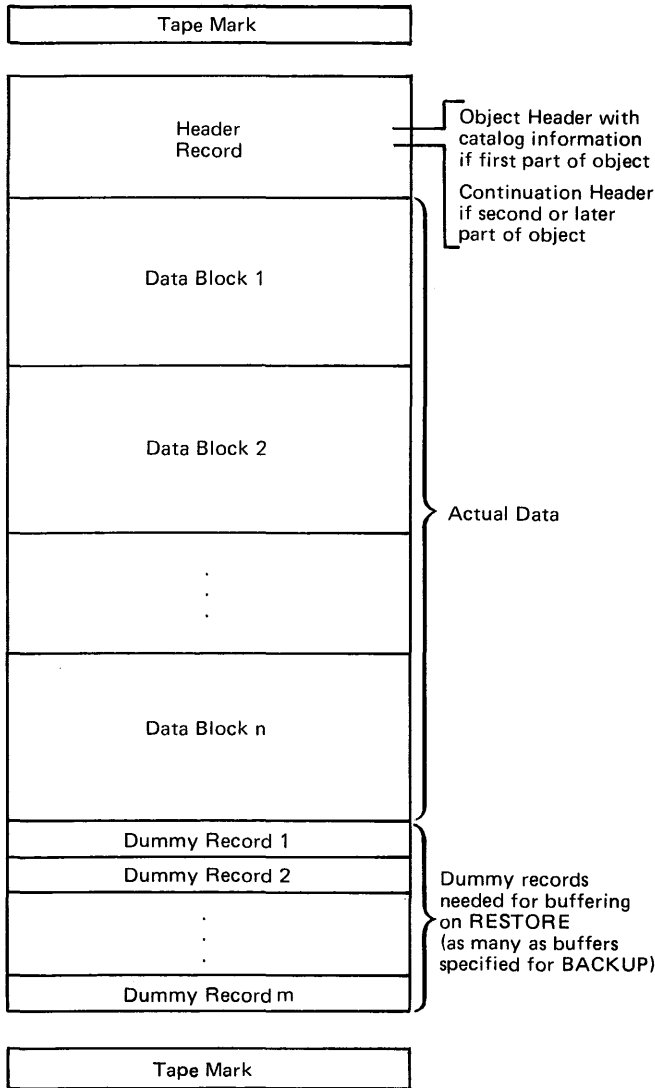 Tape Mark
Header
Record
Object Header with
catalog information
if first part of object
Continuation Header
if second or later
part of object
Data Block 1
Data Block 2
.
.
.
Actual Data
Data Block n
Dummy Record 1
Dummy Record 2
.
.
.
Dummy Record m
Dummy records
needed for buffering
on RESTORE
(as many as buffers
specified for BACKUP)
Tape Mark